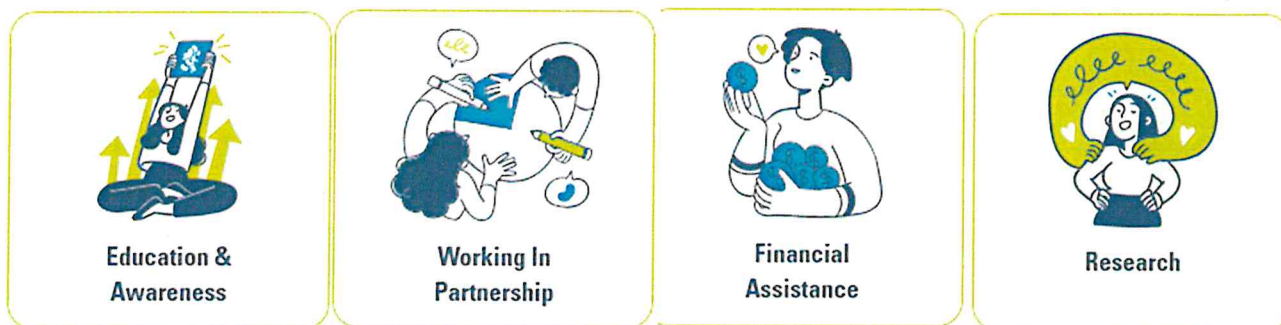 Education &
Awareness
Working In
Partnership
Financial
Assistance
Research